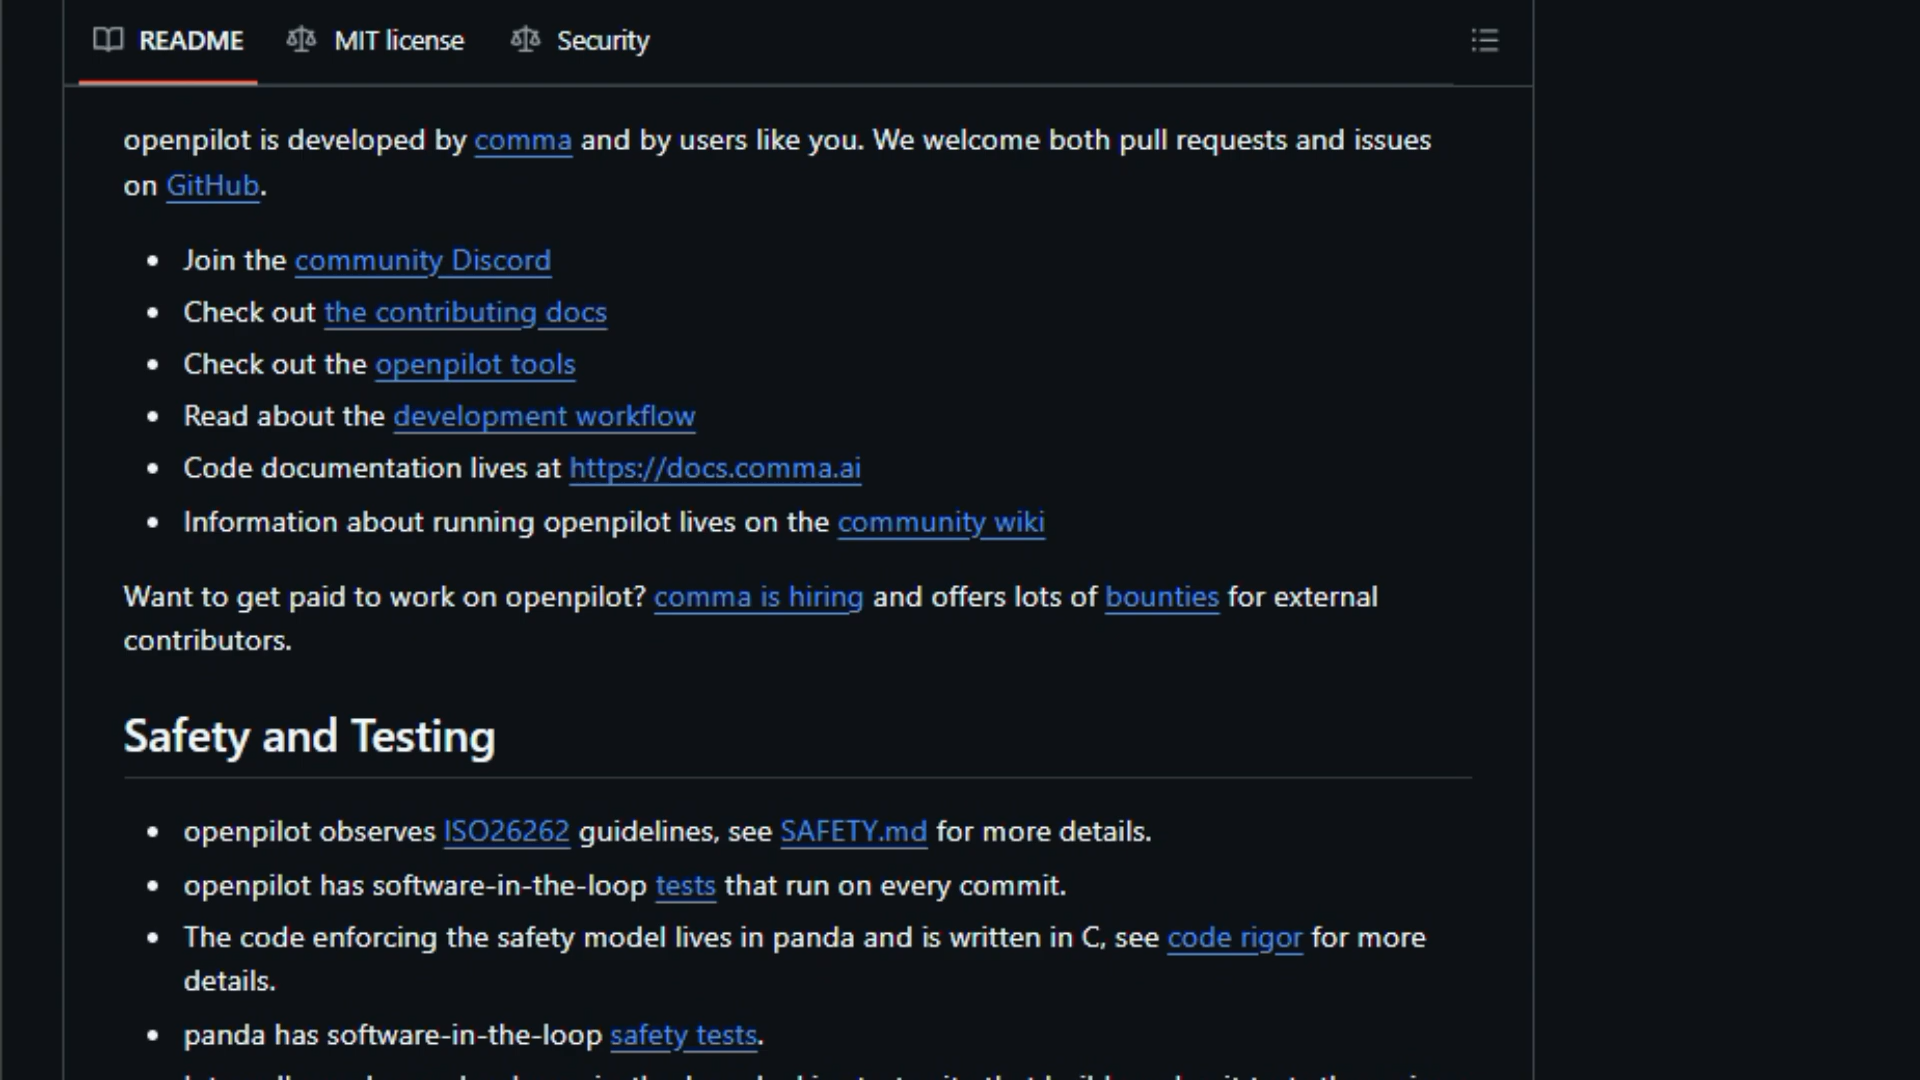 README MIT license Security
openpilot is developed by comma and by users like you. We welcome both pull requests and issues
on GitHub.
Join the community Discord
Check out the contributing docs
Check out the openpilot tools
Read about the development workflow
Code documentation lives at https://docs.comma.ai
Information about running openpilot lives on the community wiki
Want to get paid to work on openpilot? comma is hiring and offers lots of bounties for external
contributors.
Safety and Testing
openpilot observes ISO26262 guidelines, see SAFETY.md for more details.
openpilot has software-in-the-loop tests that run on every commit.
The code enforcing the safety model lives in panda and is written in C, see code rigor for more
details.
panda has software-in-the-loop safety tests.